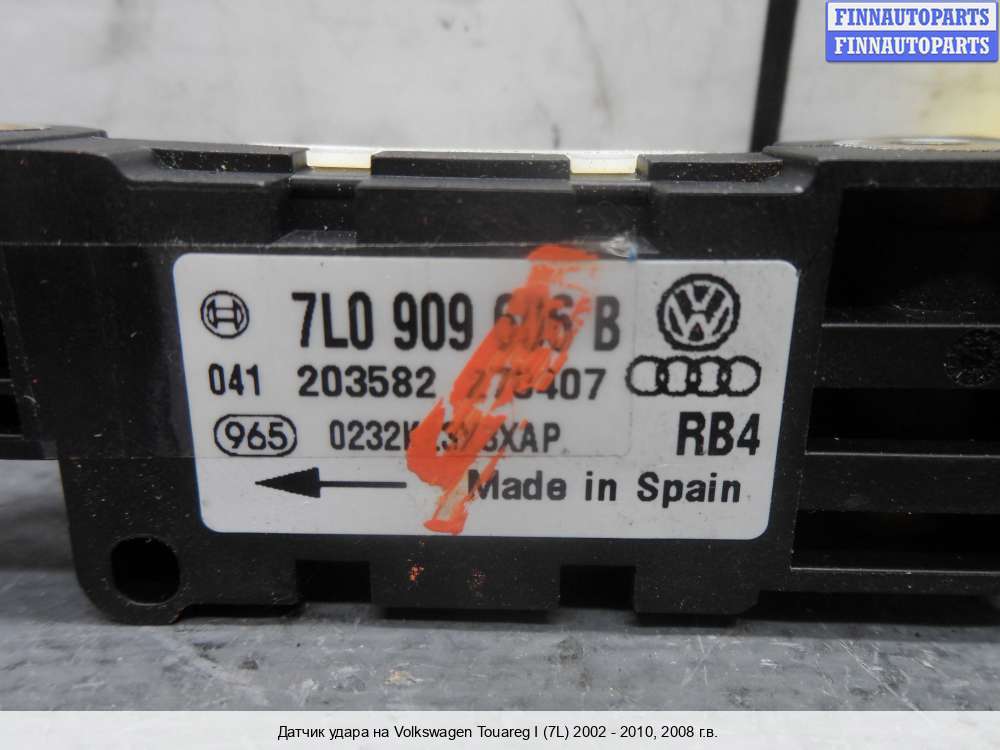 FINNAUTOPARTS
FINNAUTOPARTS
7L0 909 606 B
041 203582
965
RB4
Made in Spain
Датчик удара на Volkswagen Touareg I (7L) 2002 - 2010, 2008 г.в.